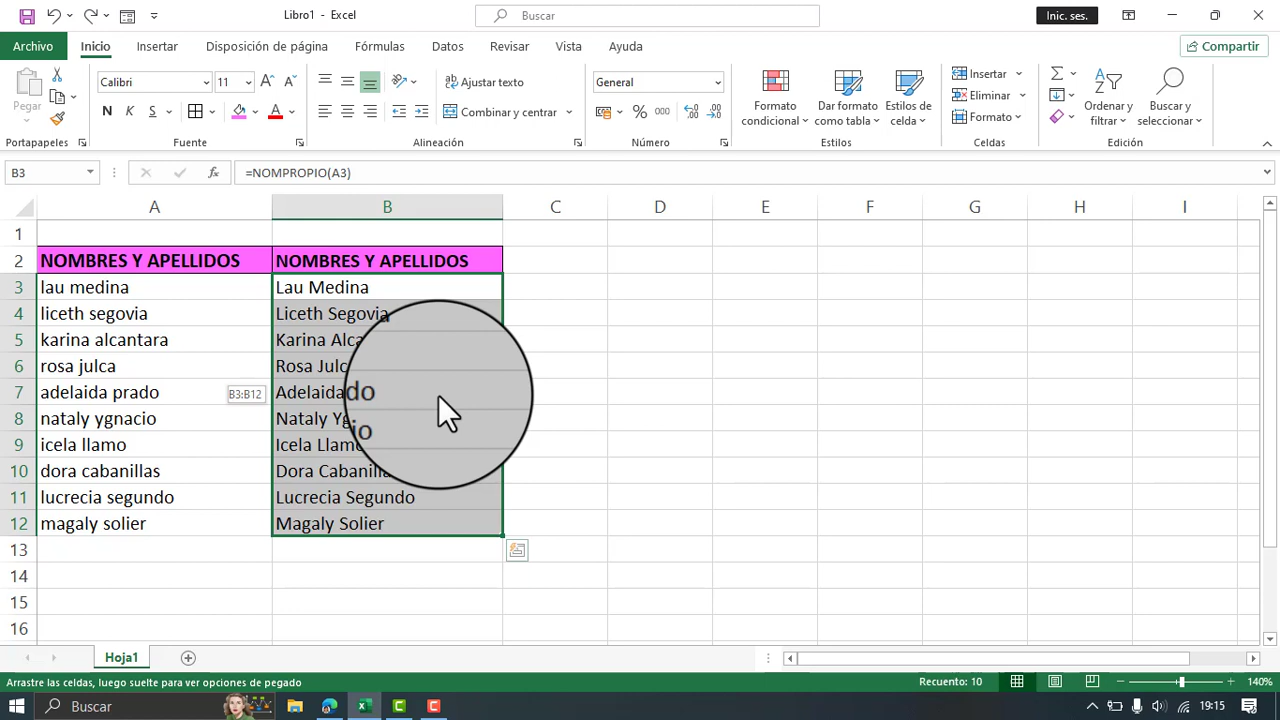 Libro1 - Excel
Buscar
Inic. ses.
Archivo
Inicio
Insertar
Disposición de página
Fórmulas
Datos
Revisar
Vista
Ayuda
Compartir
Pegar
Portapapeles
Calibri
11
N K S
Fuente
Ajustar texto
Combinar y centrar
Alineación
General
% 000
Número
Formato condicional
Dar formato como tabla
Estilos de celda
Estilos
Insertar
Eliminar
Formato
Celdas
Ordenar y filtrar
Buscar y seleccionar
Edición
B3
=NOMPROPIO(A3)
A B C D E F G H I
1
2 NOMBRES Y APELLIDOS NOMBRES Y APELLIDOS
3 lau medina Lau Medina
4 liceth segovia Liceth Segovia
5 karina alcantara Karina Alca
6 rosa julca Rosa Julc
7 adelaida prado B3:B12 Adelaida do
8 nataly ygnacio Nataly Yg io
9 icela llamo Icela Llamo
10 dora cabanillas Dora Cabanilla
11 lucrecia segundo Lucrecia Segundo
12 magaly solier Magaly Solier
13
14
15
16
Hoja1
Arrastre las celdas, luego suelte para ver opciones de pegado
Recuento: 10
140%
Buscar
19:15